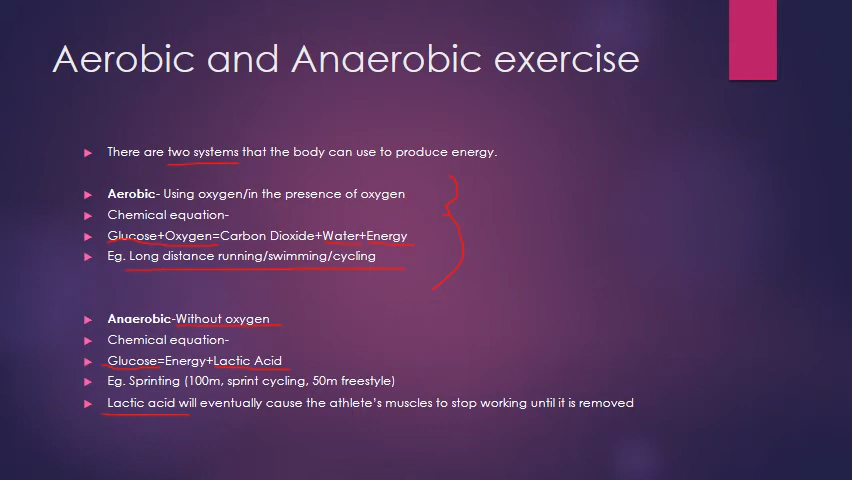 Aerobic and Anaerobic exercise
There are two systems that the body can use to produce energy.
Aerobic- Using oxygen/in the presence of oxygen
Chemical equation-
Glucose+Oxygen=Carbon Dioxide+Water+Energy
Eg. Long distance running/swimming/cycling
Anaerobic-Without oxygen
Chemical equation-
Glucose=Energy+Lactic Acid
Eg. Sprinting (100m, sprint cycling, 50m freestyle)
Lactic acid will eventually cause the athlete’s muscles to stop working until it is removed